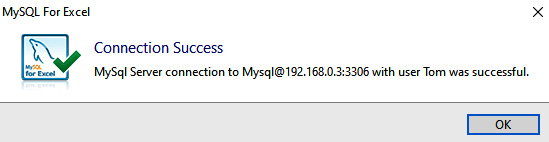 MySQL For Excel
Connection Success
MySql Server connection to Mysql@192.168.0.3:3306 with user Tom was successful.
MySQL
for Excel
OK